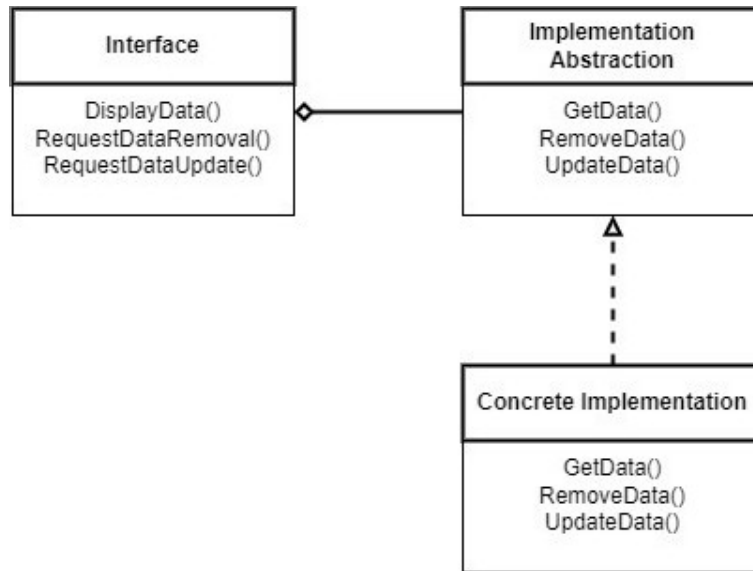 Interface
DisplayData()
RequestDataRemoval()
RequestDataUpdate()
Implementation
Abstraction
GetData()
RemoveData()
UpdateData()
Concrete Implementation
GetData()
RemoveData()
UpdateData()